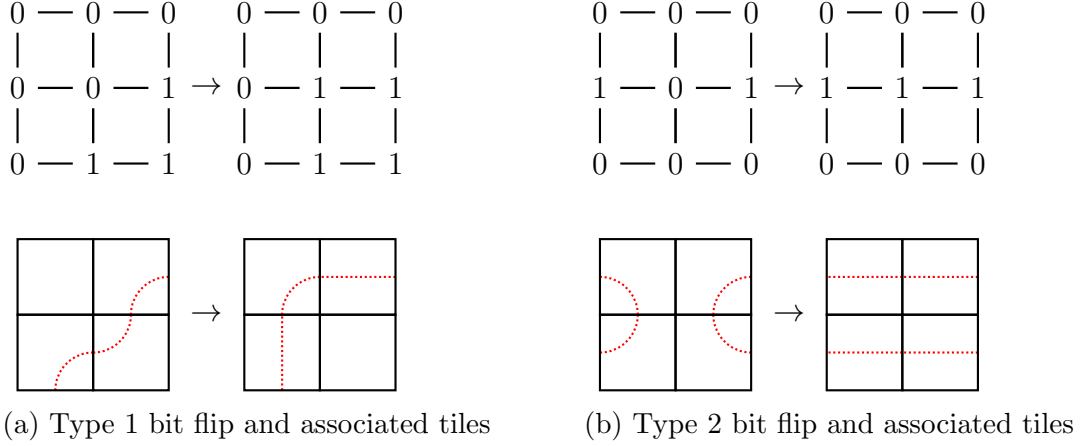 0 — 0 — 0 0 — 0 — 0 0 — 0 — 0 0 — 0 — 0
0 — 0 — 1 → 0 — 1 — 1 1 — 0 — 1 → 1 — 1 — 1
0 — 1 — 1 0 — 1 — 1 0 — 0 — 0 0 — 0 — 0
→ →
(a) Type 1 bit flip and associated tiles (b) Type 2 bit flip and associated tiles